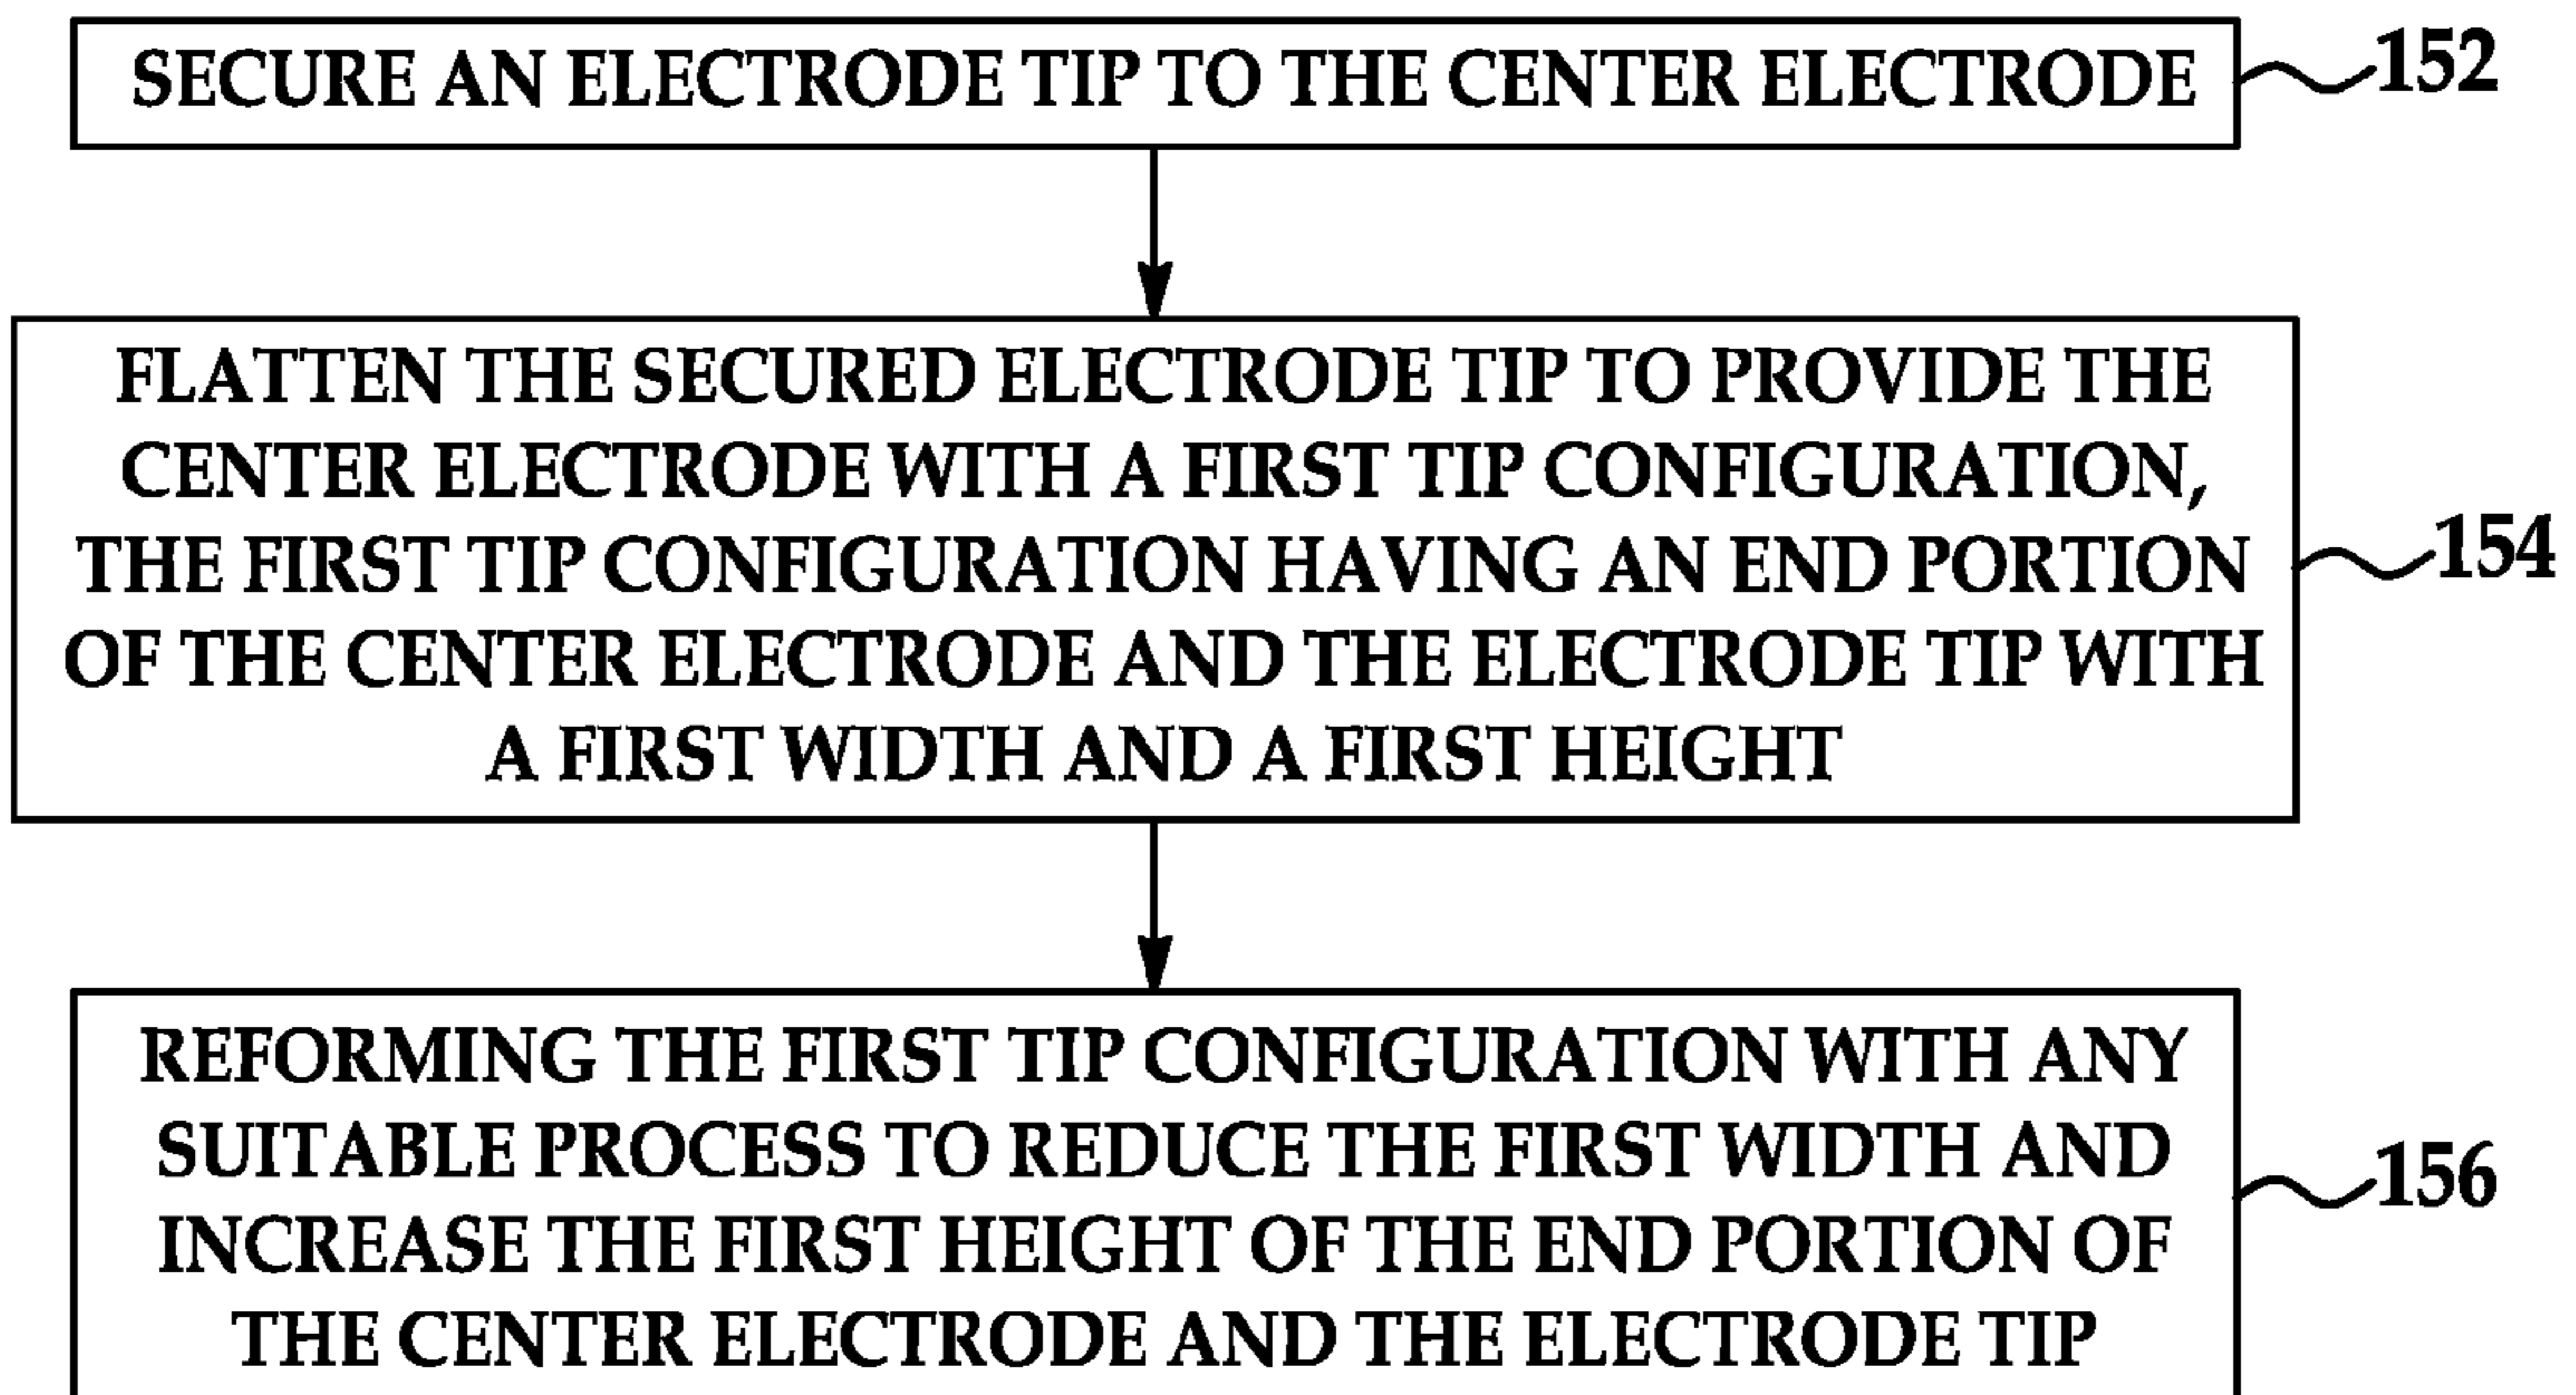 SECURE AN ELECTRODE TIP TO THE CENTER ELECTRODE
152
FLATTEN THE SECURED ELECTRODE TIP TO PROVIDE THE
CENTER ELECTRODE WITH A FIRST TIP CONFIGURATION,
THE FIRST TIP CONFIGURATION HAVING AN END PORTION
OF THE CENTER ELECTRODE AND THE ELECTRODE TIP WITH
A FIRST WIDTH AND A FIRST HEIGHT
154
REFORMING THE FIRST TIP CONFIGURATION WITH ANY
SUITABLE PROCESS TO REDUCE THE FIRST WIDTH AND
INCREASE THE FIRST HEIGHT OF THE END PORTION OF
THE CENTER ELECTRODE AND THE ELECTRODE TIP
156